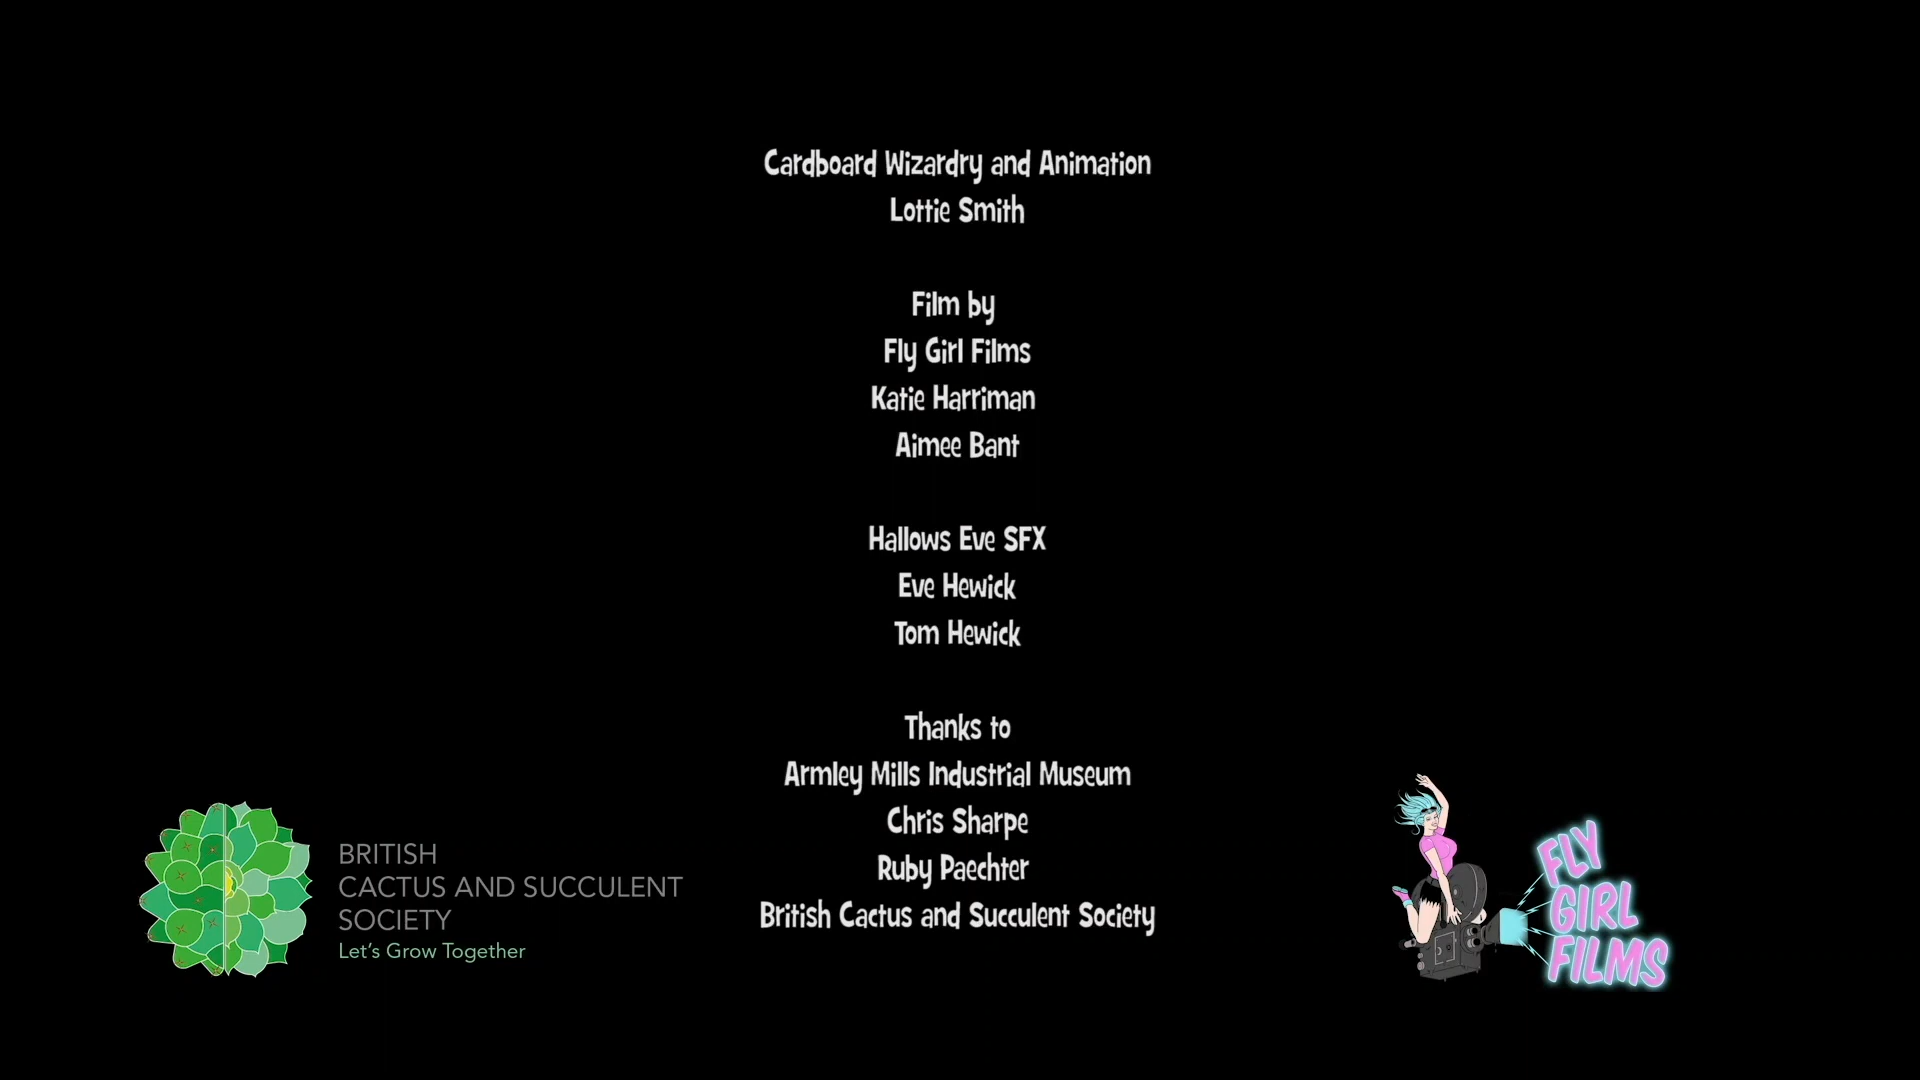 Cardboard Wizardry and Animation
Lottie Smith
Film by
Fly Girl Films
Katie Harriman
Aimee Bant
Hallows Eve SFX
Eve Hewick
Tom Hewick
Thanks to
Armley Mills Industrial Museum
Chris Sharpe
Ruby Paechter
British Cactus and Succulent Society
BRITISH
CACTUS AND SUCCULENT
SOCIETY
Let's Grow Together
FLY
GIRL
FILMS